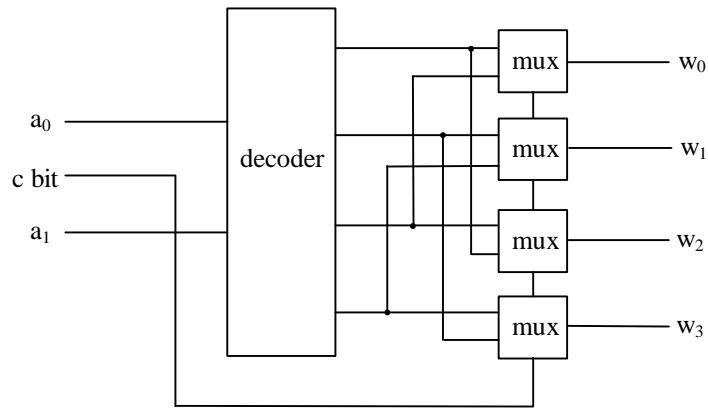 mux
w₀
a₀
mux
w₁
decoder
c bit
a₁
mux
w₂
mux
w₃